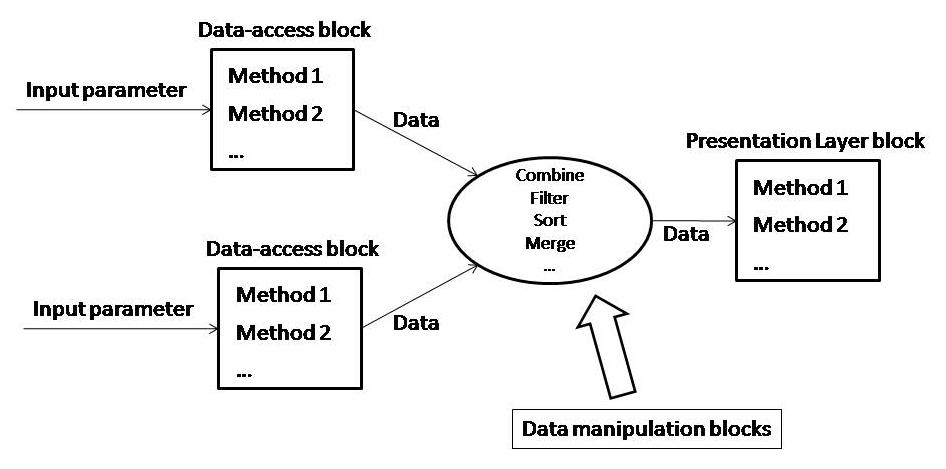 Data-access block
Input parameter
Method 1
Method 2
...
Data
Data-access block
Input parameter
Method 1
Method 2
...
Data
Combine
Filter
Sort
Merge
...
Data
Presentation Layer block
Method 1
Method 2
...
Data manipulation blocks